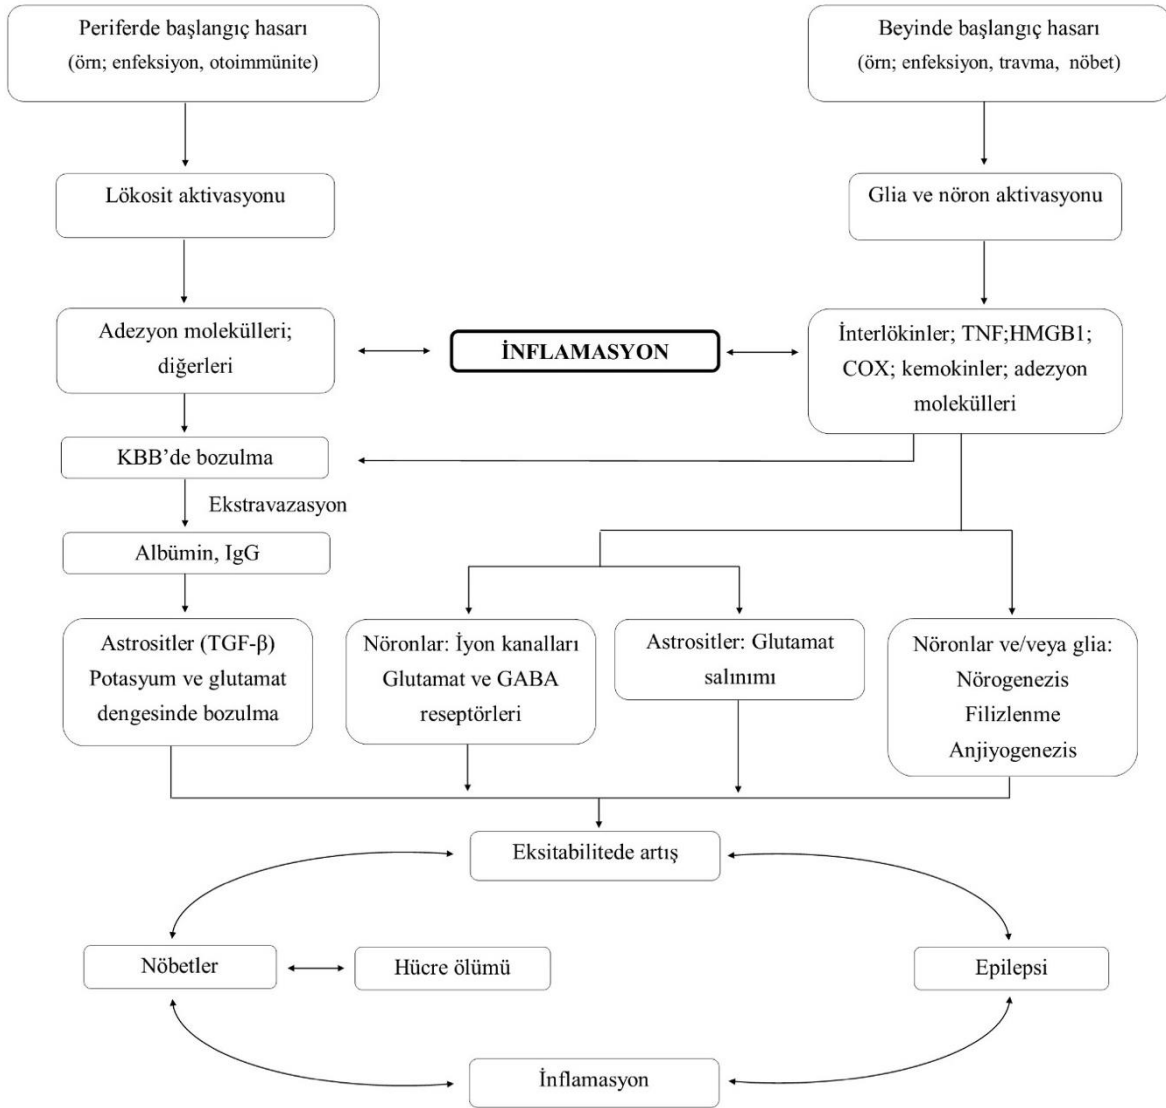 Periferde başlangıç hasarı
(örn; enfeksiyon, otoimmünite)
Beyinde başlangıç hasarı
(örn; enfeksiyon, travma, nöbet)
Lökosit aktivasyonu
Glia ve nöron aktivasyonu
Adezyon molekülleri;
diğerleri
İNFLAMASYON
İnterlökinler; TNF;HMGB1;
COX; kemokinler; adezyon
molekülleri
KBB’de bozulma
Ekstravazasyon
Albümin, IgG
Astrositler (TGF-β)
Potasyum ve glutamat
dengesinde bozulma
Nöronlar: İyon kanalları
Glutamat ve GABA
reseptörleri
Astrositler: Glutamat
salınımı
Nöronlar ve/veya glia:
Nörogenezis
Filizlenme
Anjiyogenezis
Eksitabilitede artış
Nöbetler
Hücre ölümü
Epilepsi
İnflamasyon